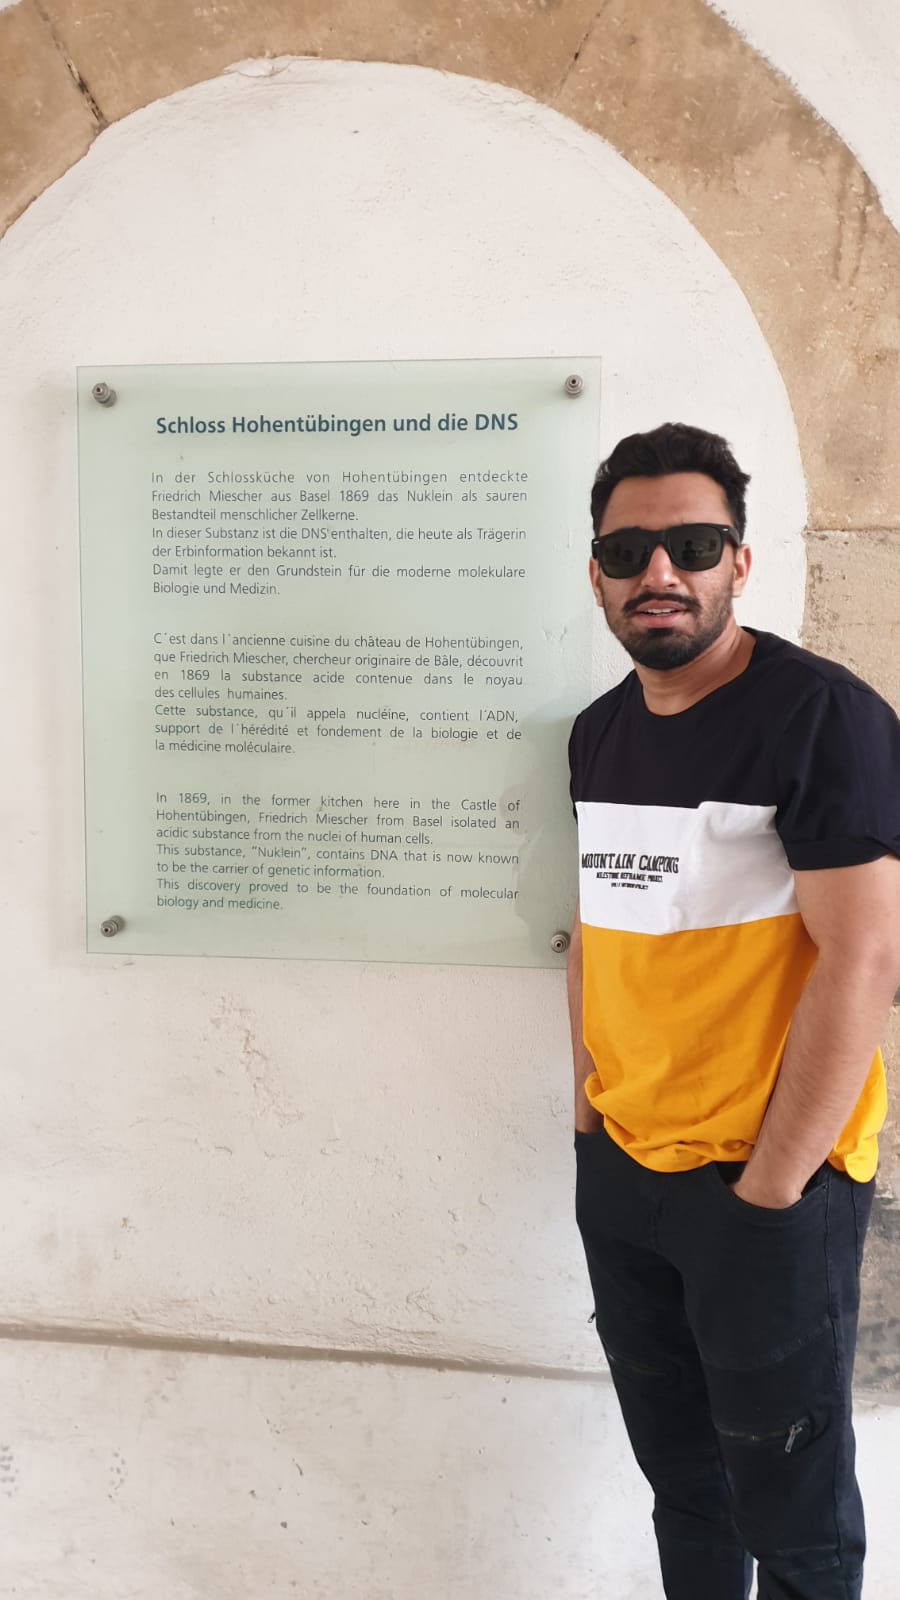 Schloss Hohentübingen und die DNS
In der Schlossküche von Hohentübingen entdeckte
Friedrich Miescher aus Basel 1869 das Nuklein als sauren
Bestandteil menschlicher Zellkerne.
In dieser Substanz ist die DNS enthalten, die heute als Trägerin
der Erbinformation bekannt ist.
Damit legte er den Grundstein für die moderne molekulare
Biologie und Medizin.
C´est dans l´ancienne cuisine du château de Hohentübingen,
que Friedrich Miescher, chercheur originaire de Bâle, découvrit
en 1869 la substance acide contenue dans le noyau
des cellules humaines.
Cette substance, qu´il appela nucléine, contient l´ADN,
support de l´hérédité et fondement de la biologie et de
la médicine moléculaire.
In 1869, in the former kitchen here in the Castle of
Hohentübingen, Friedrich Miescher from Basel isolated an
acidic substance from the nuclei of human cells.
This substance, “Nuklein”, contains DNA that is now known
to be the carrier of genetic information.
This discovery proved to be the foundation of molecular
biology and medicine.
MOUNTAIN CAMPING